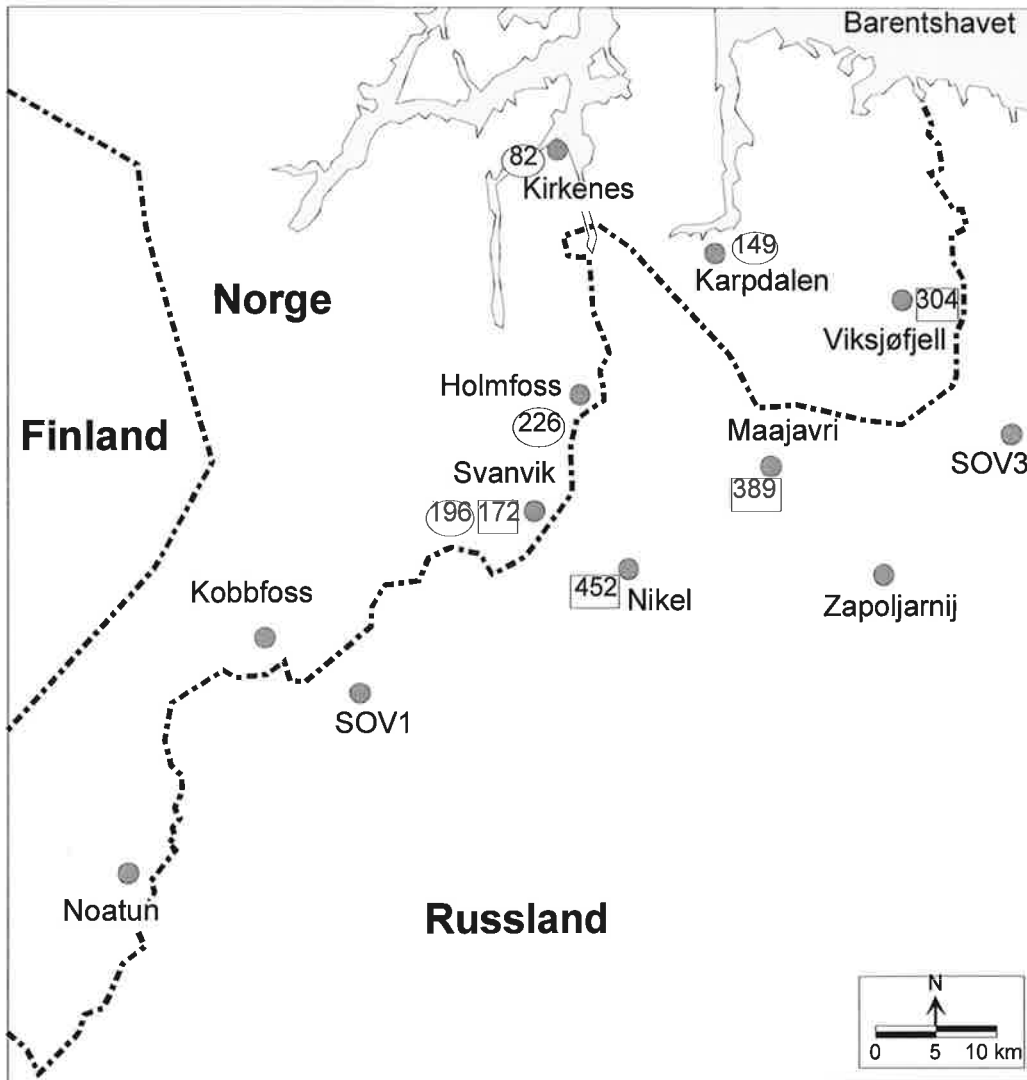 Barentshavet
82
Kirkenes
149
Karpdalen
Norge
304
Viksjøfjell
Holmfoss
226
Finland
Maajavri
SOV3
389
Svanvik
196 172
452
Nikel
Zapoljarnij
Kobbfoss
SOV1
Noatun
Russland
N
0 5 10 km